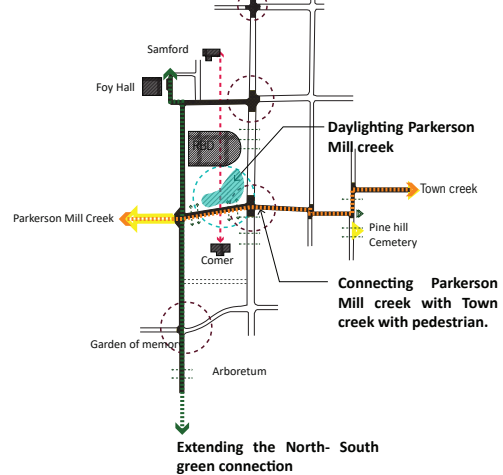 Samford
Foy Hall
RBD
Daylighting Parkerson
Mill creek
Town creek
Parkerson Mill Creek
Pine hill
Cemetery
Comer
Connecting Parkerson
Mill creek with Town
creek with pedestrian.
Garden of memor
Arboretum
Extending the North- South
green connection